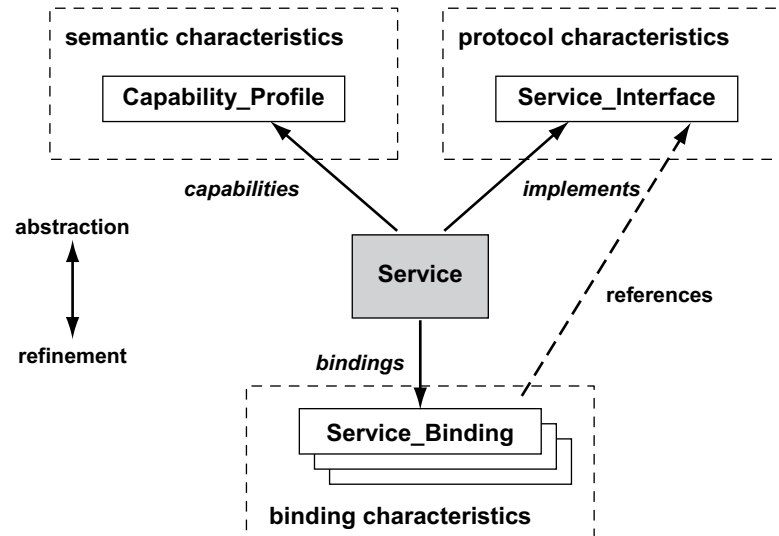 semantic characteristics
protocol characteristics
Capability_Profile
Service_Interface
capabilities
implements
abstraction
Service
references
refinement
bindings
Service_Binding
binding characteristics